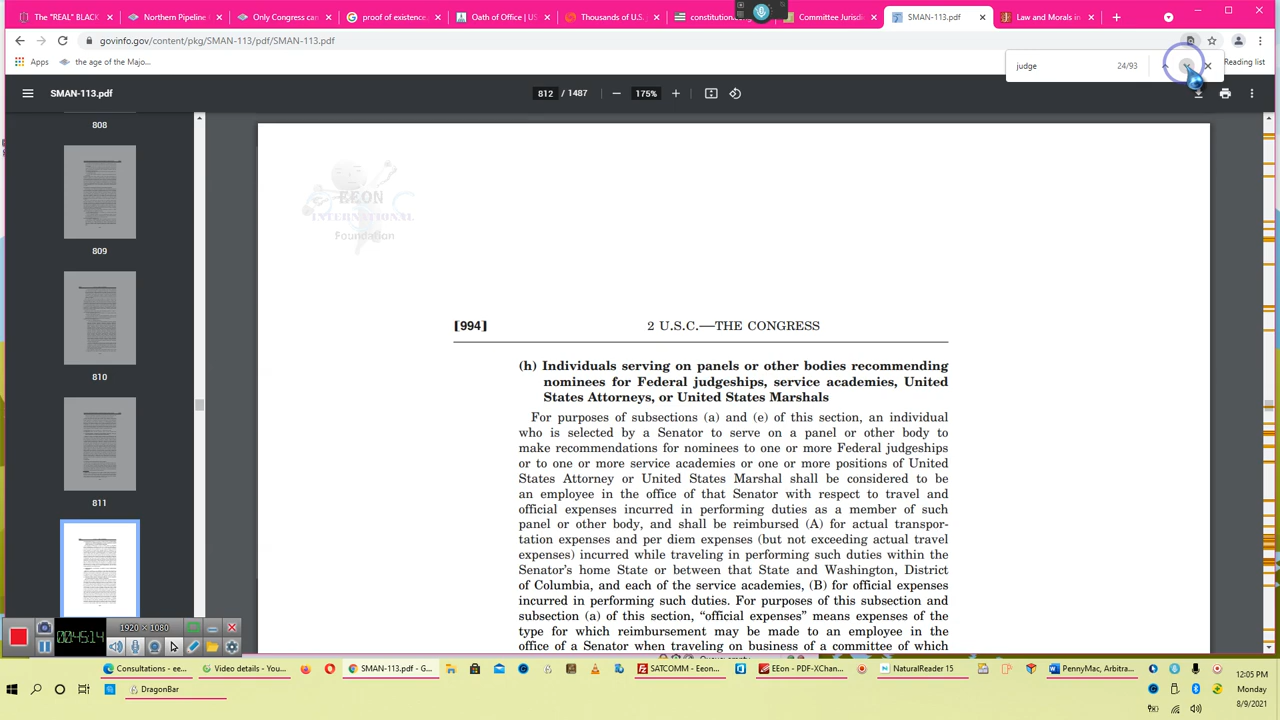 The "REAL" BLACK
Northern Pipeline
Only Congress can
proof of existence.
Oath of Office | U
Thousands of U.S.
constitution.
Committee Jurisdi
SMAN-113.pdf
Law and Morals in
govinfo.gov/content/pkg/SMAN-113/pdf/SMAN-113.pdf
Apps
the age of the Majo...
judge
24/93
Reading list
SMAN-113.pdf
812 / 1487
175%
808
809
810
811
EEON
INTERNATIONAL
Foundation
[994]
2 U.S.C.—THE CONGRESS
(h) Individuals serving on panels or other bodies recommending
nominees for Federal judgeships, service academies, United
States Attorneys, or United States Marshals
For purposes of subsections (a) and (e) of this section, an individual
who is selected by a Senator to serve on a panel or other body to
make recommendations for nominees to one or more Federal judgeships
or to one or more service academies or one or more positions of United
States Attorney or United States Marshal shall be considered to be
an employee in the office of that Senator with respect to travel and
official expenses incurred in performing duties as a member of such
panel or other body, and shall be reimbursed (A) for actual transpor-
tation expenses and per diem expenses (but not exceeding actual travel
expenses) incurred while traveling in performing such duties within the
Senator's home State or between that State and Washington, District
of Columbia, and each of the service academies, (B) for official expenses
incurred in performing such duties. For purposes of this subsection and
subsection (a) of this section, "official expenses" means expenses of the
type for which reimbursement may be made to an employee in the
office of a Senator when traveling on business of a committee of which
1920 × 1080
Consultations - ee...
Video details - You...
SMAN-113.pdf - G...
SATCOMM
EEon - PDF-XChan...
NaturalReader 15
PennyMac, Arbitra...
DragonBar
12:05 PM
Monday
8/9/2021